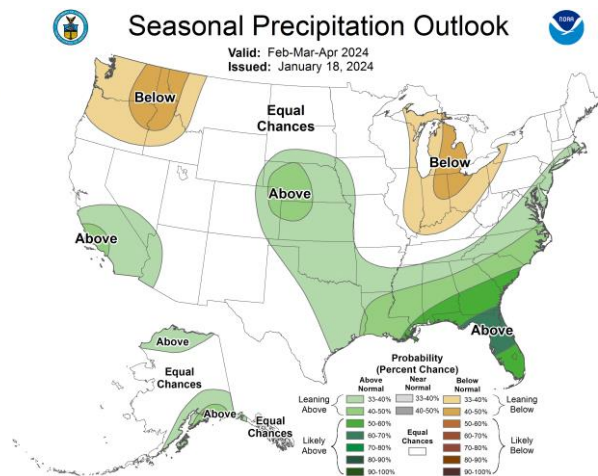 Seasonal Precipitation Outlook
NOAA
Valid: Feb-Mar-Apr 2024
Issued: January 18, 2024
Below
Equal
Chances
Below
Above
Above
Above
Above
Equal
Chances
Above
Equal
Chances
Probability
(Percent Chance)
Above
Normal
Near
Normal
Below
Normal
Leaning
Above
33-40%
33-40%
33-40%
Leaning
Below
40-50%
40-50%
40-50%
Likely
Above
50-60%
Equal
Chances
50-60%
Likely
Below
60-70%
60-70%
70-80%
70-80%
80-90%
80-90%
90-100%
90-100%